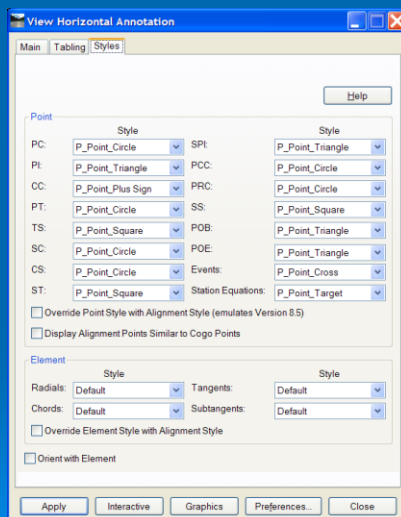 View Horizontal Annotation
Main Tabling Styles
Help
Point
Style Style
PC: P_Point_Circle SPI: P_Point_Triangle
PI: P_Point_Triangle PCC: P_Point_Circle
CC: P_Point_Plus Sign PRC: P_Point_Circle
PT: P_Point_Circle SS: P_Point_Square
TS: P_Point_Square POB: P_Point_Triangle
SC: P_Point_Circle POE: P_Point_Triangle
CS: P_Point_Circle Events: P_Point_Cross
ST: P_Point_Square Station Equations: P_Point_Target
Override Point Style with Alignment Style (emulates Version 8.5)
Display Alignment Points Similar to Cogo Points
Element
Style Style
Radials: Default Tangents: Default
Chords: Default Subtangents: Default
Override Element Style with Alignment Style
Orient with Element
Apply Interactive Graphics Preferences... Close